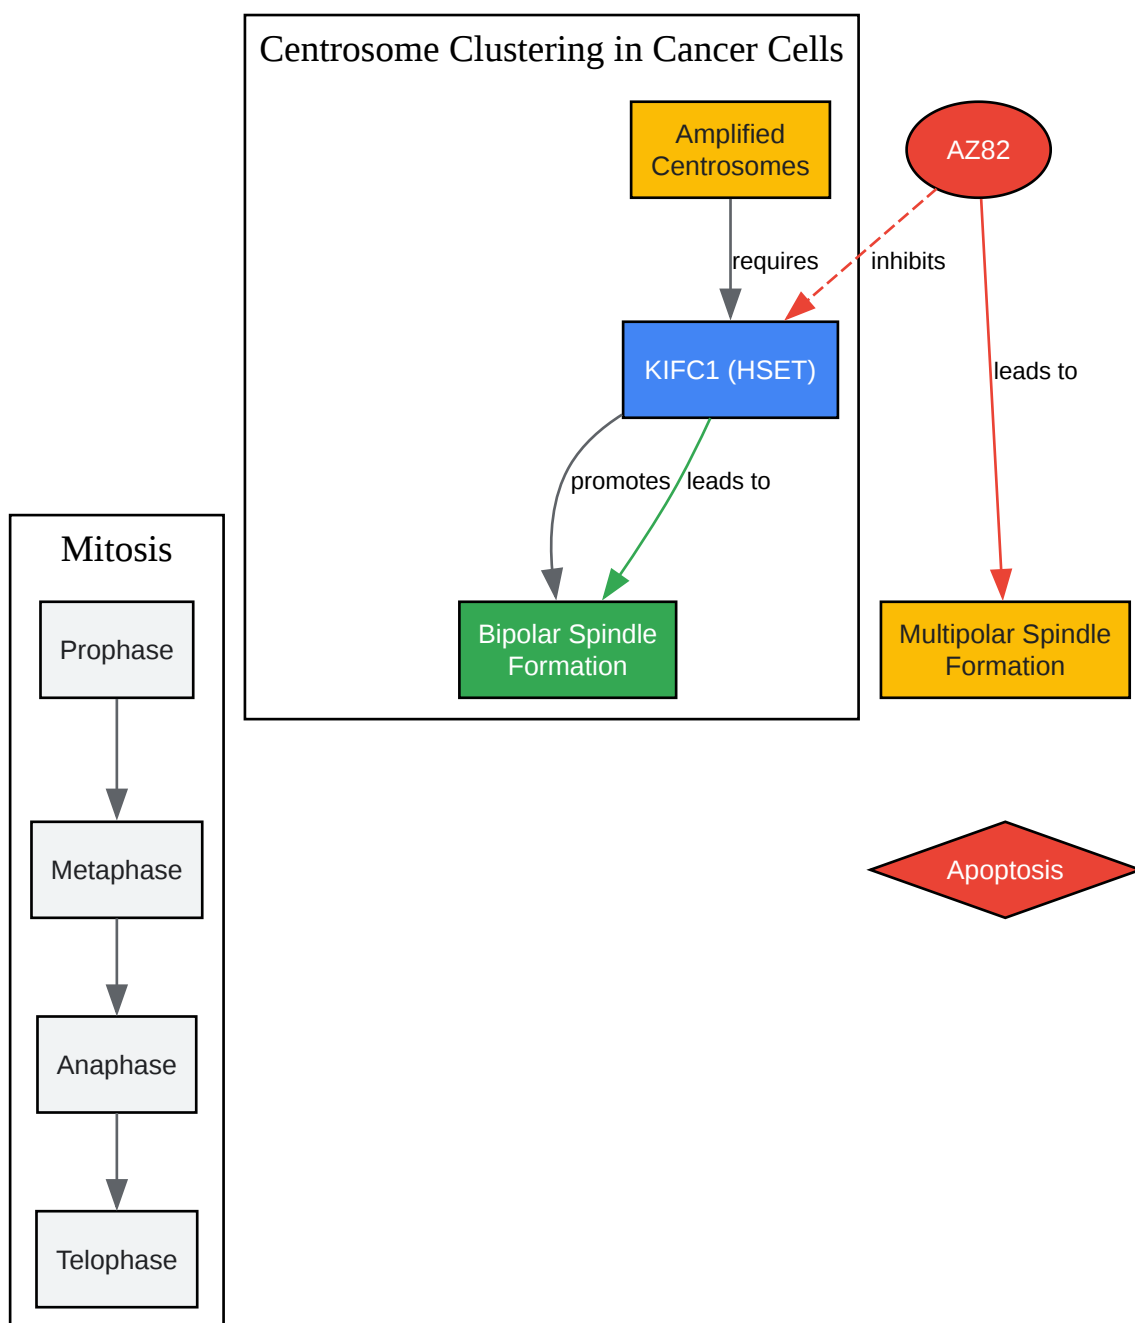 Centrosome Clustering in Cancer Cells
Amplified
Centrosomes
AZ82
requires
inhibits
KIFC1 (HSET)
leads to
promotes
leads to
Mitosis
Prophase
Bipolar Spindle
Formation
Multipolar Spindle
Formation
Metaphase
Apoptosis
Anaphase
Telophase